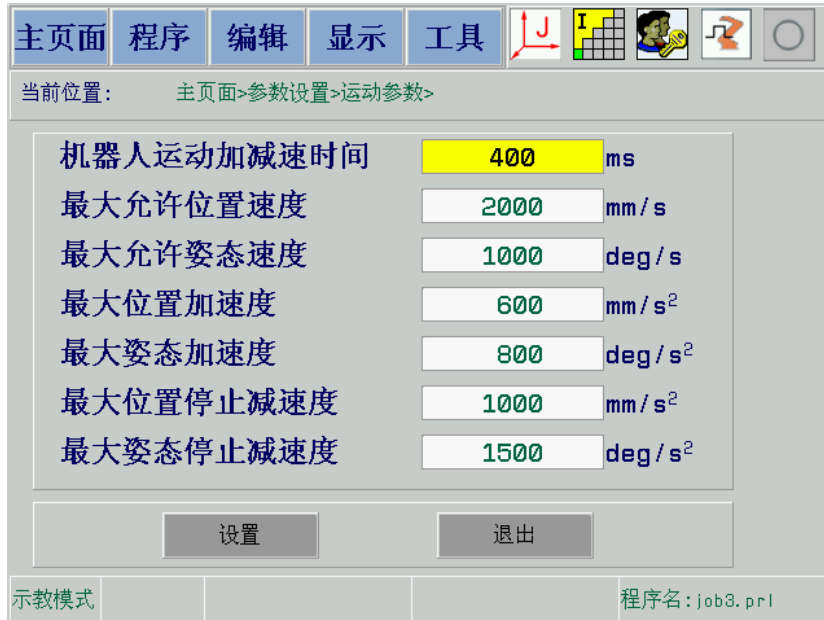 主页面 程序 编辑 显示 工具 J I
当前位置: 主页面>参数设置>运动参数>
机器人运动加减速时间 400 ms
最大允许位置速度 2000 mm/s
最大允许姿态速度 1000 deg/s
最大位置加速度 600 mm/s²
最大姿态加速度 800 deg/s²
最大位置停止减速度 1000 mm/s²
最大姿态停止减速度 1500 deg/s²
设置 退出
示教模式 程序名:job3.prl